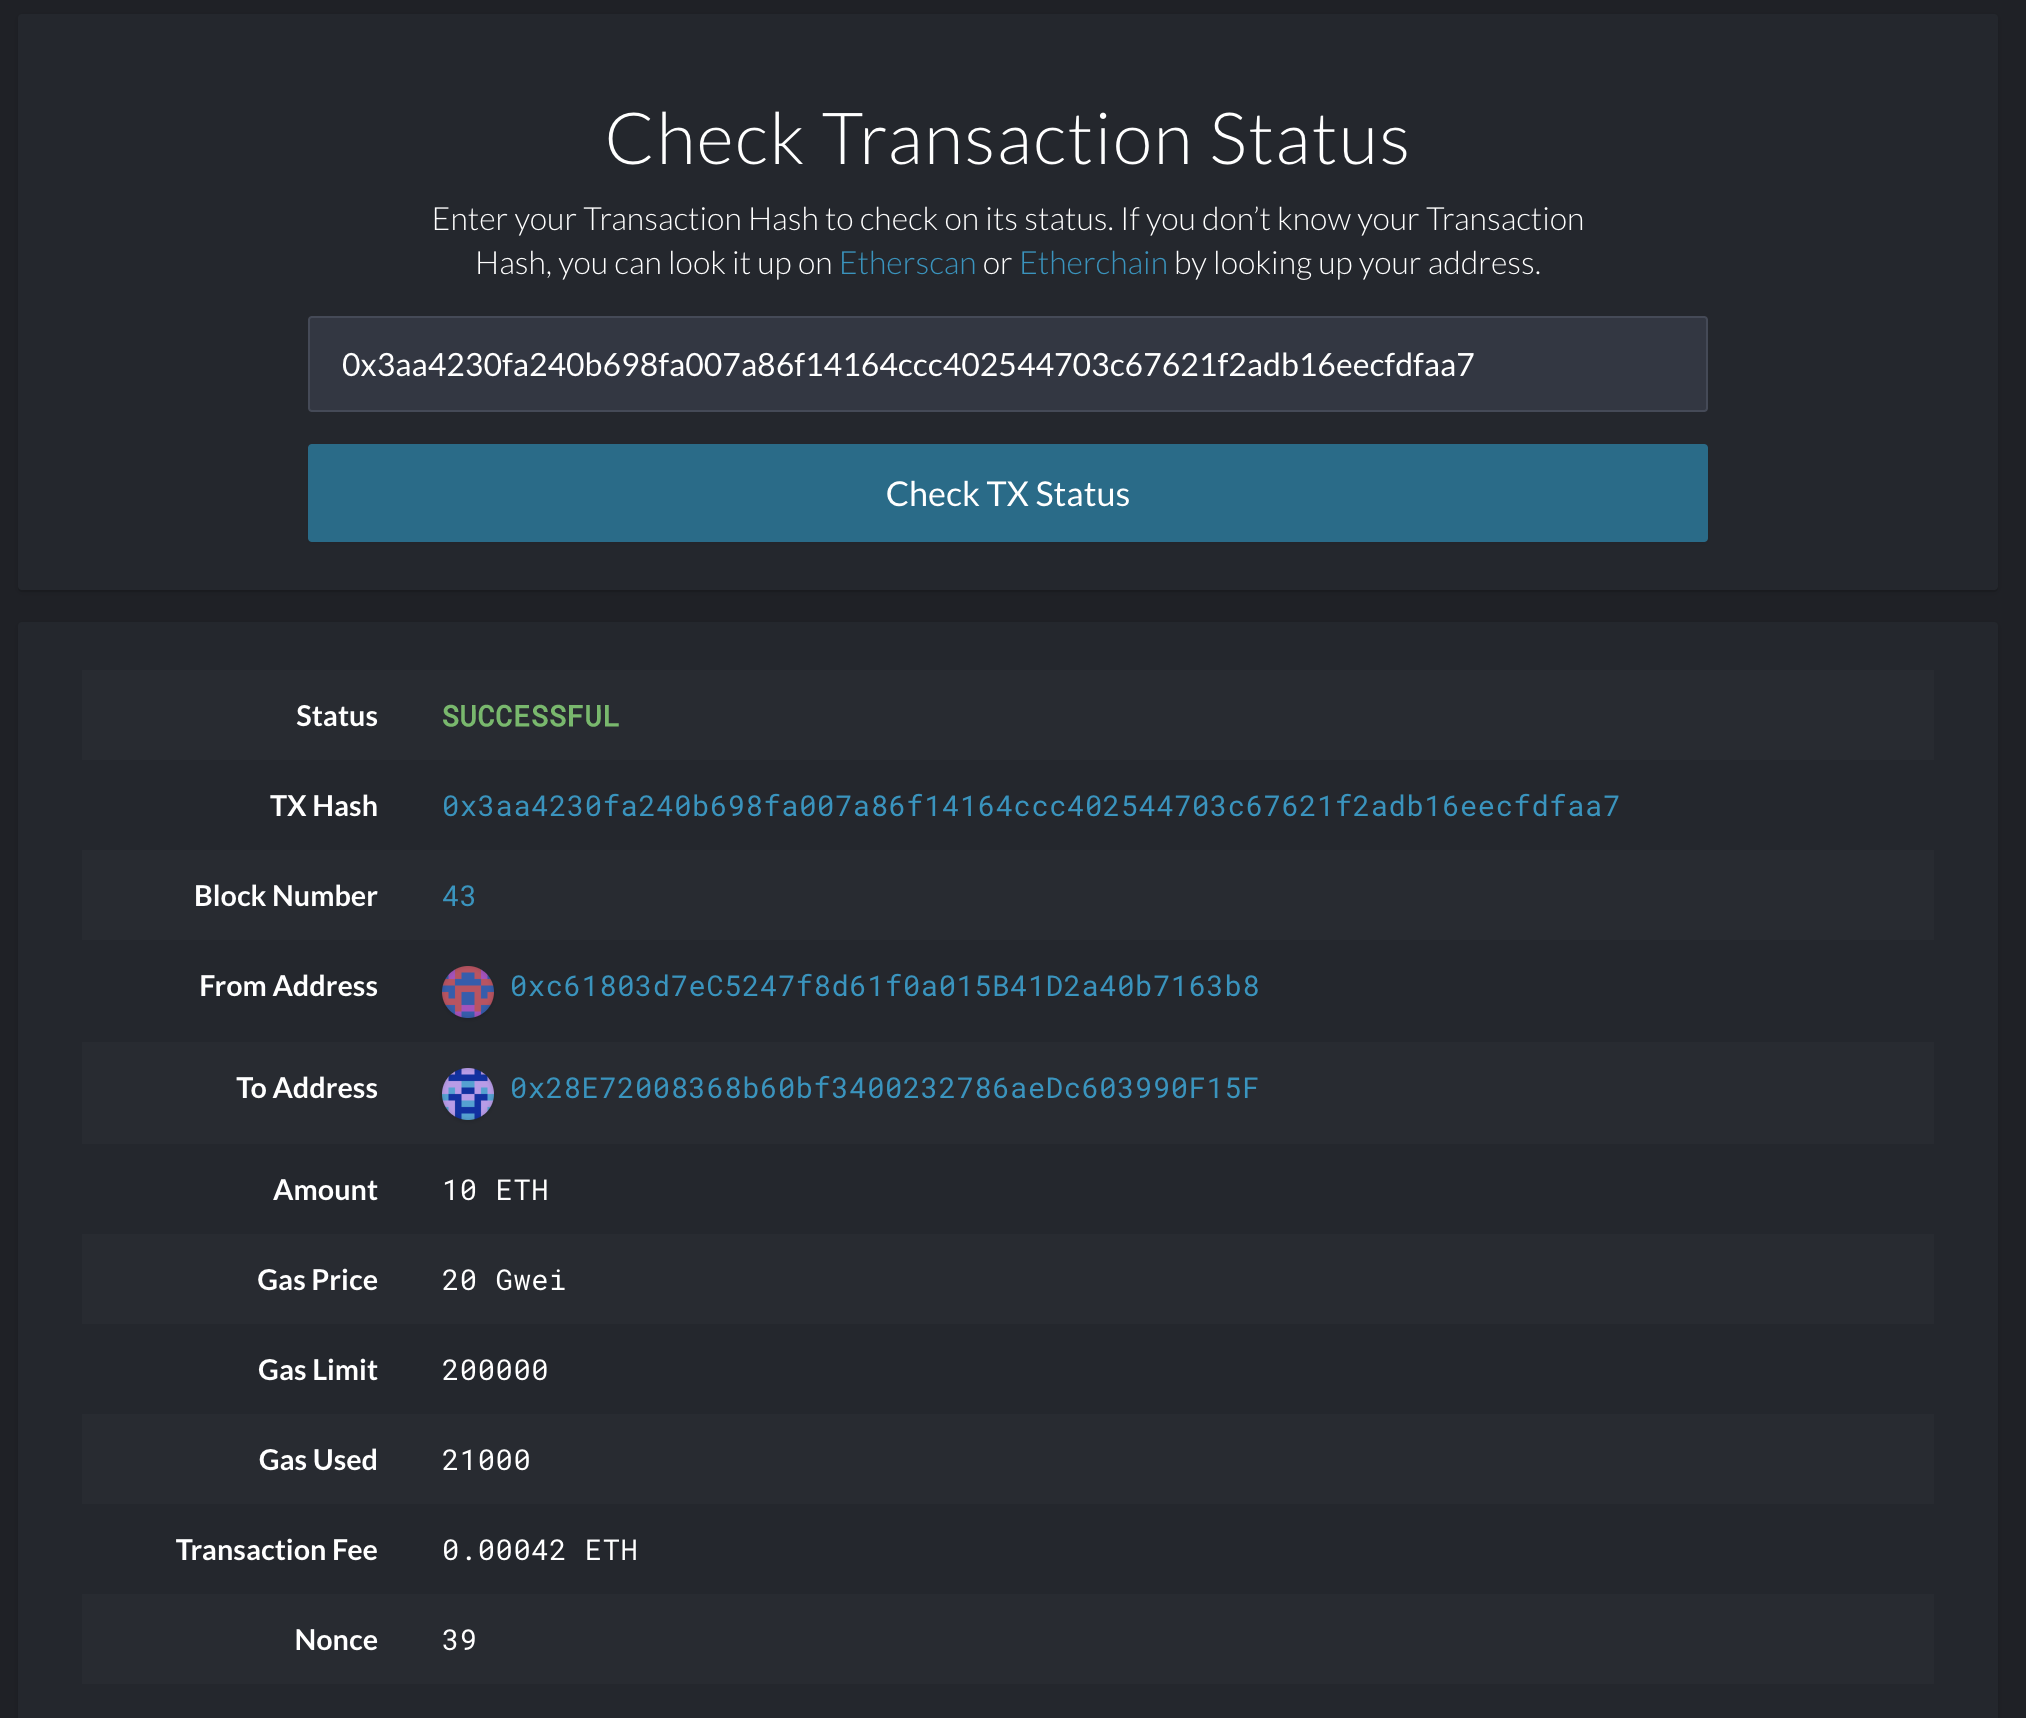 Check Transaction Status
Enter your Transaction Hash to check on its status. If you don’t know your Transaction
Hash, you can look it up on Etherscan or Etherchain by looking up your address.
0x3aa4230fa240b698fa007a86f14164ccc402544703c67621f2adb16eecfdfaa7
Check TX Status
Status SUCCESSFUL
TX Hash 0x3aa4230fa240b698fa007a86f14164ccc402544703c67621f2adb16eecfdfaa7
Block Number 43
From Address 0xc61803d7eC5247f8d61f0a015B41D2a40b7163b8
To Address 0x28E72008368b60bf3400232786aeDc603990F15F
Amount 10 ETH
Gas Price 20 Gwei
Gas Limit 200000
Gas Used 21000
Transaction Fee 0.00042 ETH
Nonce 39